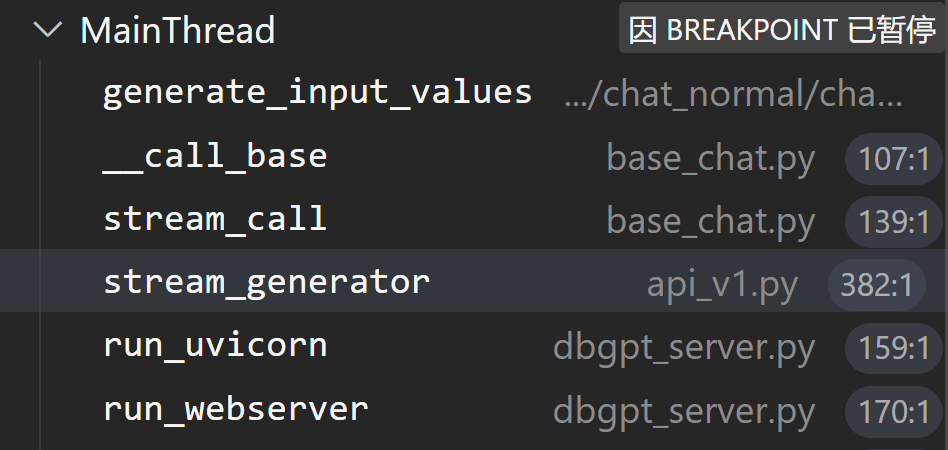 MainThread 因 BREAKPOINT 已暂停
generate_input_values .../chat_normal/cha...
__call_base base_chat.py 107:1
stream_call base_chat.py 139:1
stream_generator api_v1.py 382:1
run_uvicorn dbgpt_server.py 159:1
run_webserver dbgpt_server.py 170:1